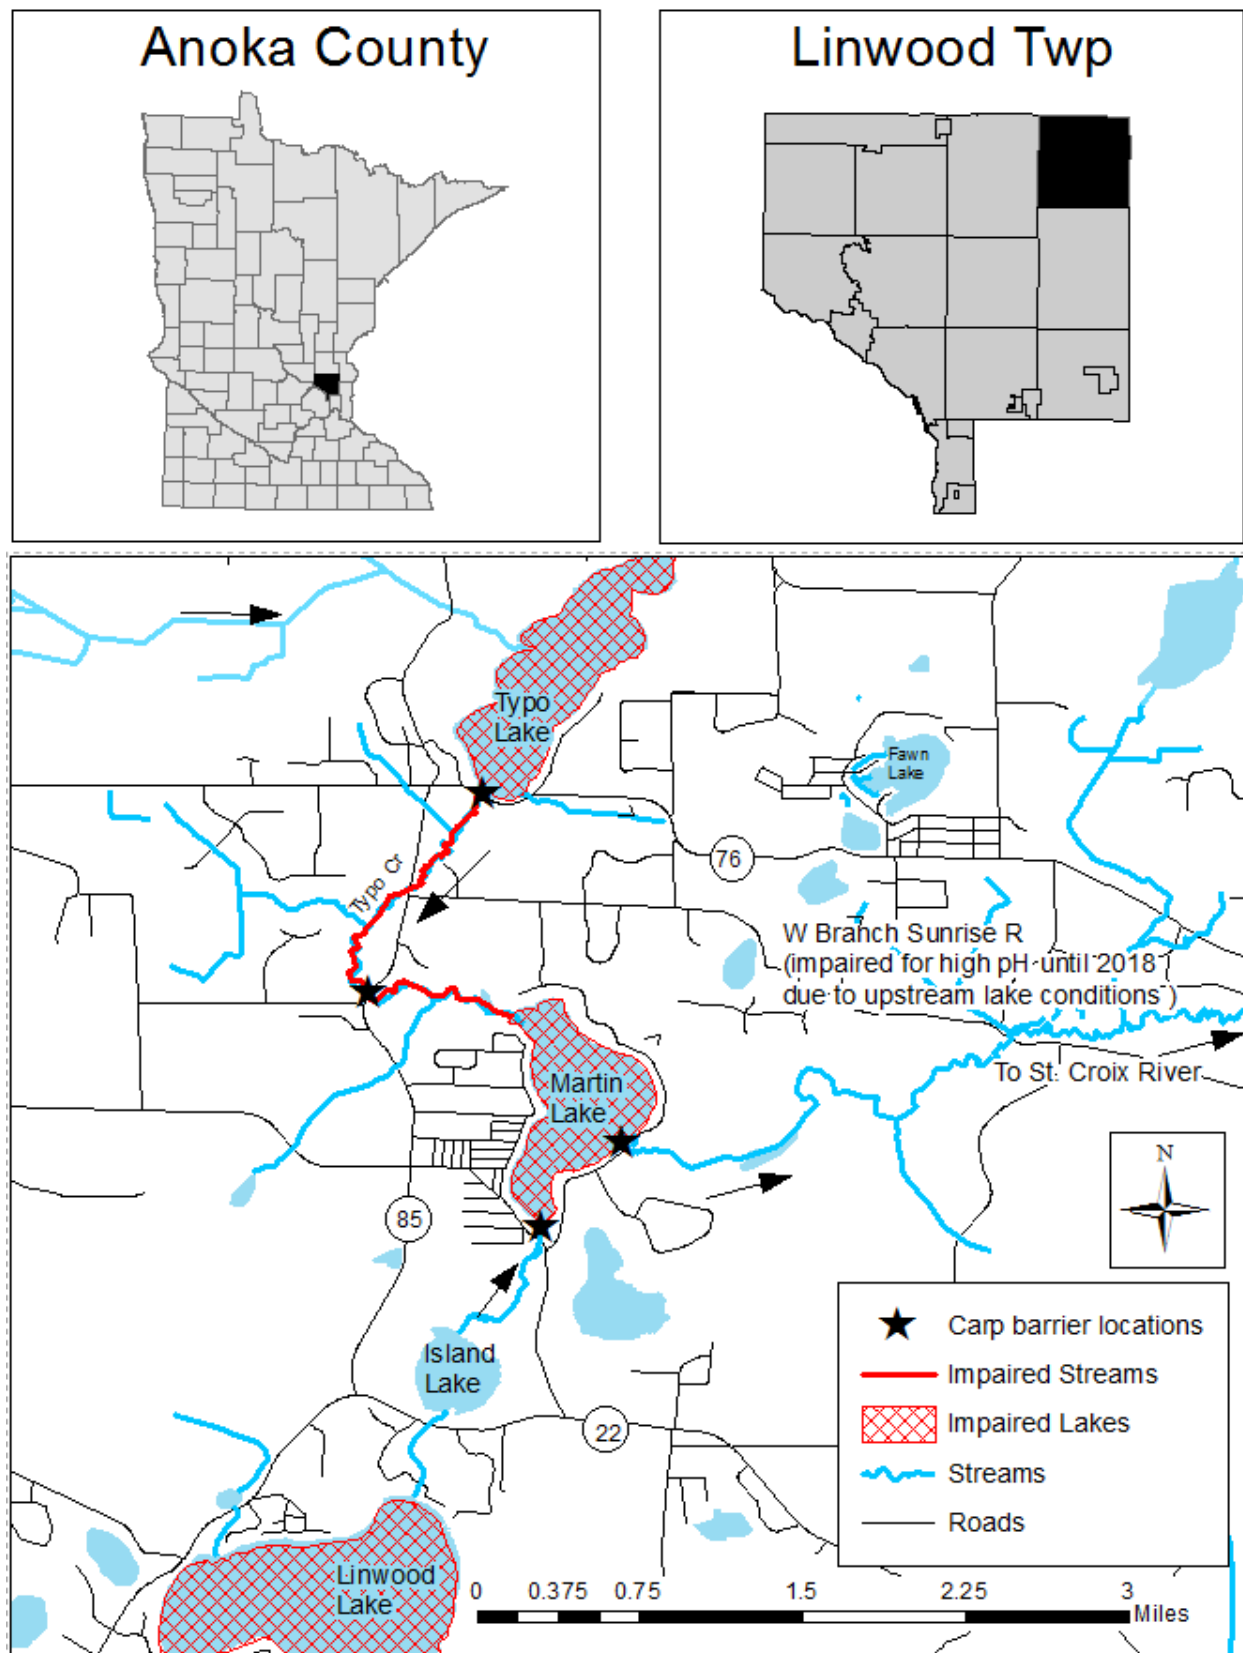 Anoka County
Linwood Twp
Typo
Lake
Fawn
Lake
76
Typo Cr
W Branch Sunrise R
(impaired for high pH until 2018
due to upstream lake conditions )
To St. Croix River
Martin
Lake
85
N
Island
Lake
22
Carp barrier locations
Impaired Streams
Impaired Lakes
Streams
Roads
Linwood
Lake
0 0.375 0.75 1.5 2.25 3
Miles